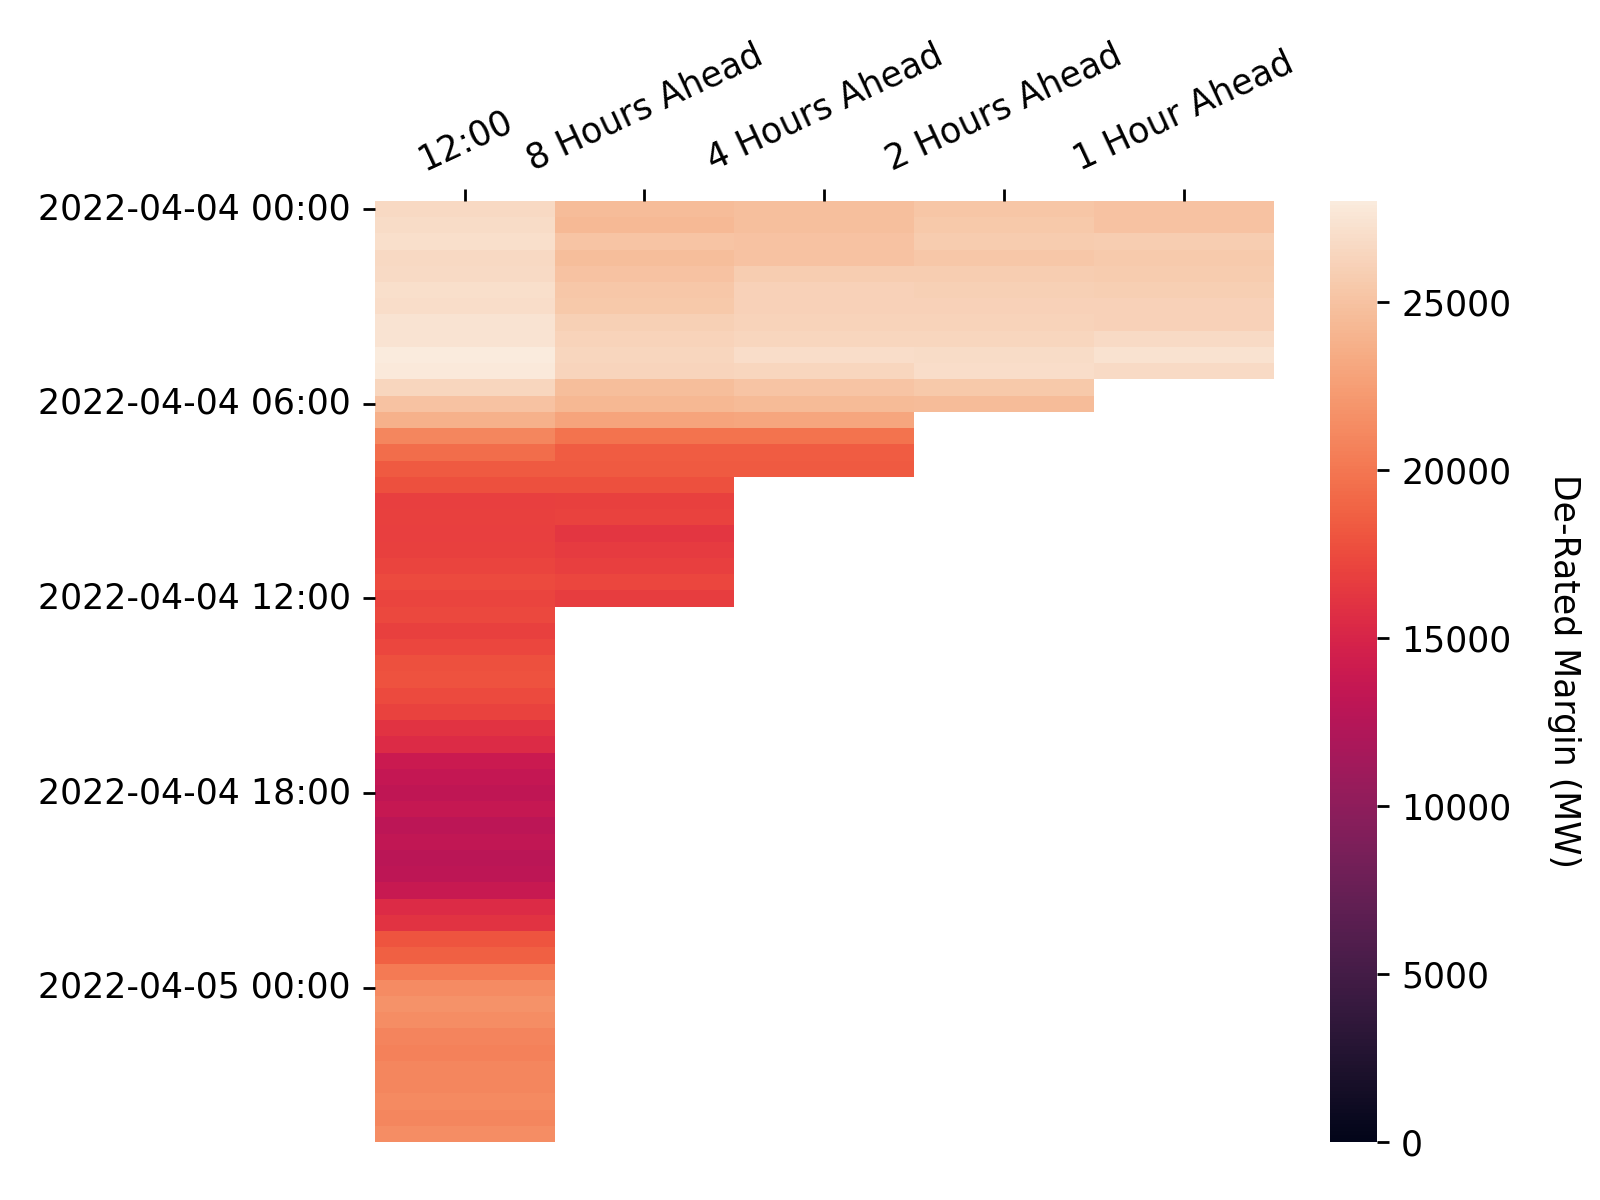 12:00
8 Hours Ahead
4 Hours Ahead
2 Hours Ahead
1 Hour Ahead
2022-04-04 00:00
2022-04-04 06:00
2022-04-04 12:00
2022-04-04 18:00
2022-04-05 00:00
25000
20000
15000
10000
5000
0
De-Rated Margin (MW)